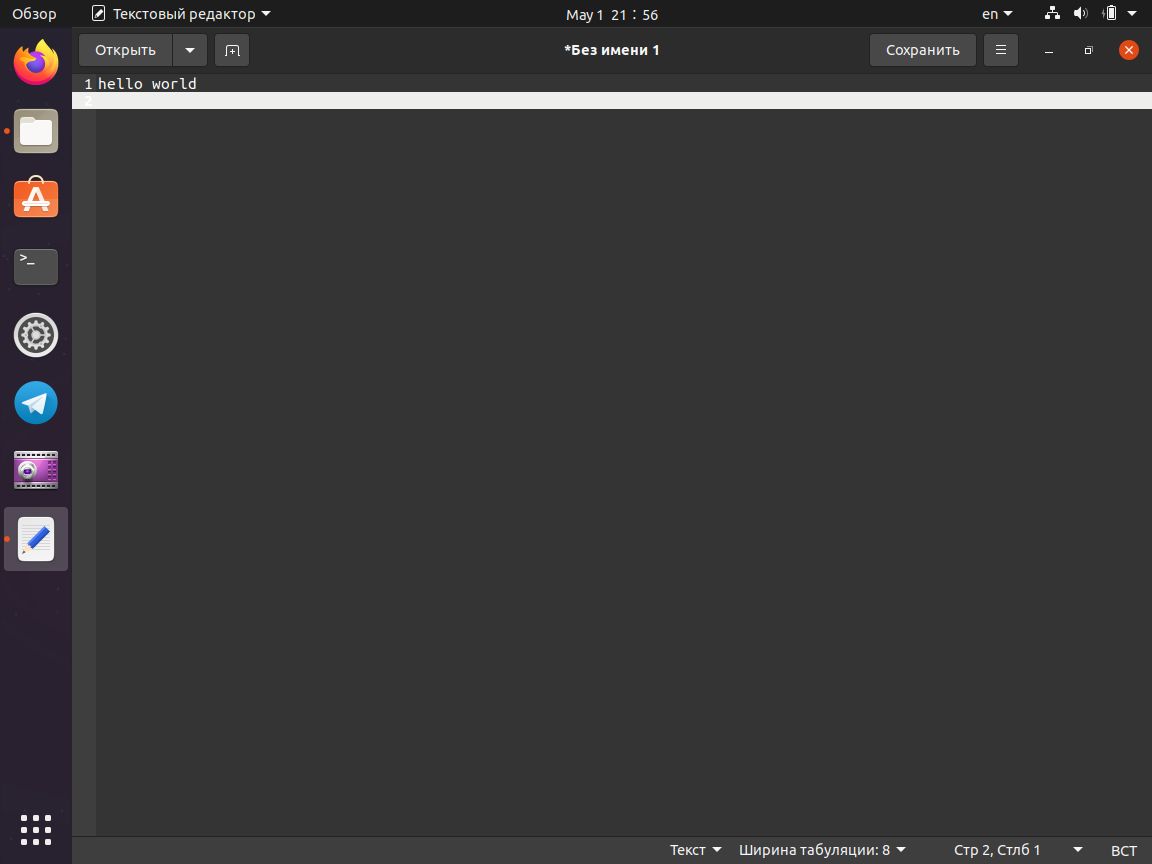 Обзор
Текстовый редактор
May 1 21 : 56
en
Открыть
*Без имени 1
Сохранить
1 hello world
2
>_
Текст
Ширина табуляции: 8
Стр 2, Стлб 1
ВСТ